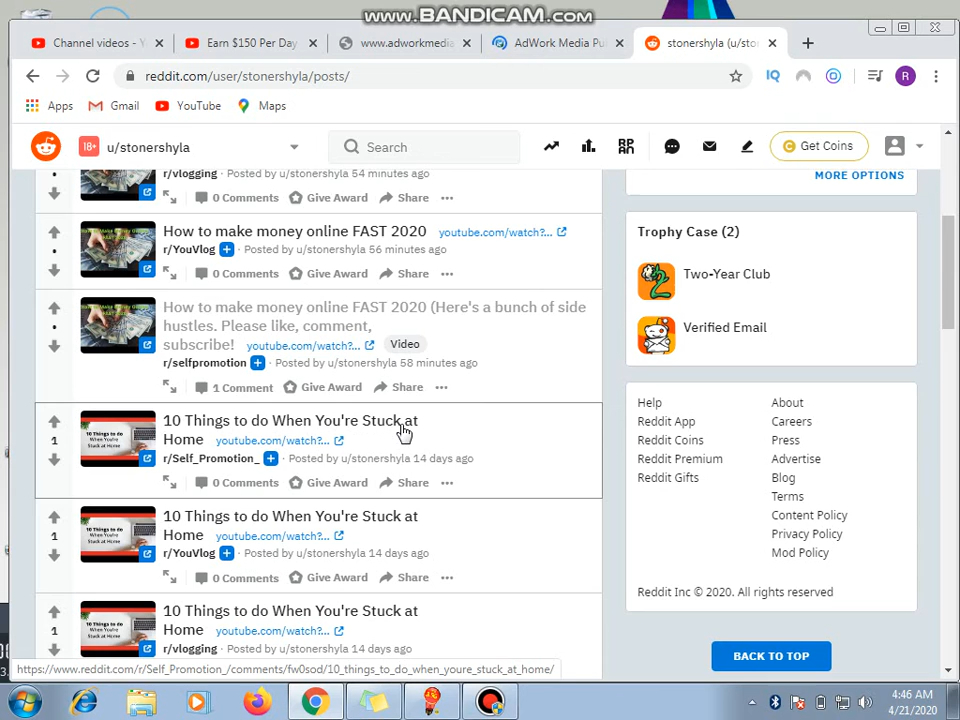 www.BANDICAM.com
Channel videos - Y
Earn $150 Per Day
www.adworkmedi
AdWork Media Pu
stonershyla (u/sto
reddit.com/user/stonershyla/posts/
IQ
R
Apps
Gmail
YouTube
Maps
18+ u/stonershyla
Search
Get Coins
r/vlogging Posted by u/stonershyla 54 minutes ago
0 Comments Give Award Share
How to make money online FAST 2020 youtube.com/watch?...
r/YouVlog · Posted by u/stonershyla 56 minutes ago
0 Comments Give Award Share
How to make money online FAST 2020 (Here's a bunch of side
hustles. Please like, comment,
subscribe! youtube.com/watch?... Video
r/selfpromotion · Posted by u/stonershyla 58 minutes ago
1 Comment Give Award Share
10 Things to do When You're Stuck at
Home youtube.com/watch?...
1
r/Self_Promotion_ · Posted by u/stonershyla 14 days ago
0 Comments Give Award Share
10 Things to do When You're Stuck at
Home youtube.com/watch?...
1
r/YouVlog · Posted by u/stonershyla 14 days ago
0 Comments Give Award Share
10 Things to do When You're Stuck at
Home youtube.com/watch?...
1
r/vlogging · Posted by u/stonershyla 14 days ago
MORE OPTIONS
Trophy Case (2)
Two-Year Club
Verified Email
Help About
Reddit App Careers
Reddit Coins Press
Reddit Premium Advertise
Reddit Gifts Blog
Terms
Content Policy
Privacy Policy
Mod Policy
Reddit Inc © 2020. All rights reserved
BACK TO TOP
https://www.reddit.com/r/Self_Promotion_/comments/fw0sod/10_things_to_do_when_youre_stuck_at_home/
4:46 AM
4/21/2020